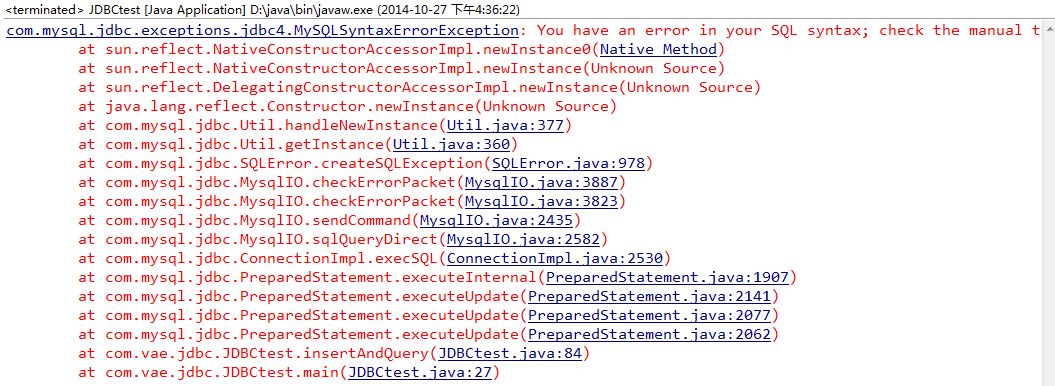 <terminated> JDBCtest [Java Application] D:\java\bin\javaw.exe (2014-10-27 下午4:36:22)
com.mysql.jdbc.exceptions.jdbc4.MySQLSyntaxErrorException: You have an error in your SQL syntax; check the manual t
at sun.reflect.NativeConstructorAccessorImpl.newInstance0(Native Method)
at sun.reflect.NativeConstructorAccessorImpl.newInstance(Unknown Source)
at sun.reflect.DelegatingConstructorAccessorImpl.newInstance(Unknown Source)
at java.lang.reflect.Constructor.newInstance(Unknown Source)
at com.mysql.jdbc.Util.handleNewInstance(Util.java:377)
at com.mysql.jdbc.Util.getInstance(Util.java:360)
at com.mysql.jdbc.SQLError.createSQLException(SQLError.java:978)
at com.mysql.jdbc.MysqlIO.checkErrorPacket(MysqlIO.java:3887)
at com.mysql.jdbc.MysqlIO.checkErrorPacket(MysqlIO.java:3823)
at com.mysql.jdbc.MysqlIO.sendCommand(MysqlIO.java:2435)
at com.mysql.jdbc.MysqlIO.sqlQueryDirect(MysqlIO.java:2582)
at com.mysql.jdbc.ConnectionImpl.execSQL(ConnectionImpl.java:2530)
at com.mysql.jdbc.PreparedStatement.executeInternal(PreparedStatement.java:1907)
at com.mysql.jdbc.PreparedStatement.executeUpdate(PreparedStatement.java:2141)
at com.mysql.jdbc.PreparedStatement.executeUpdate(PreparedStatement.java:2077)
at com.mysql.jdbc.PreparedStatement.executeUpdate(PreparedStatement.java:2062)
at com.vae.jdbc.JDBCtest.insertAndQuery(JDBCtest.java:84)
at com.vae.jdbc.JDBCtest.main(JDBCtest.java:27)